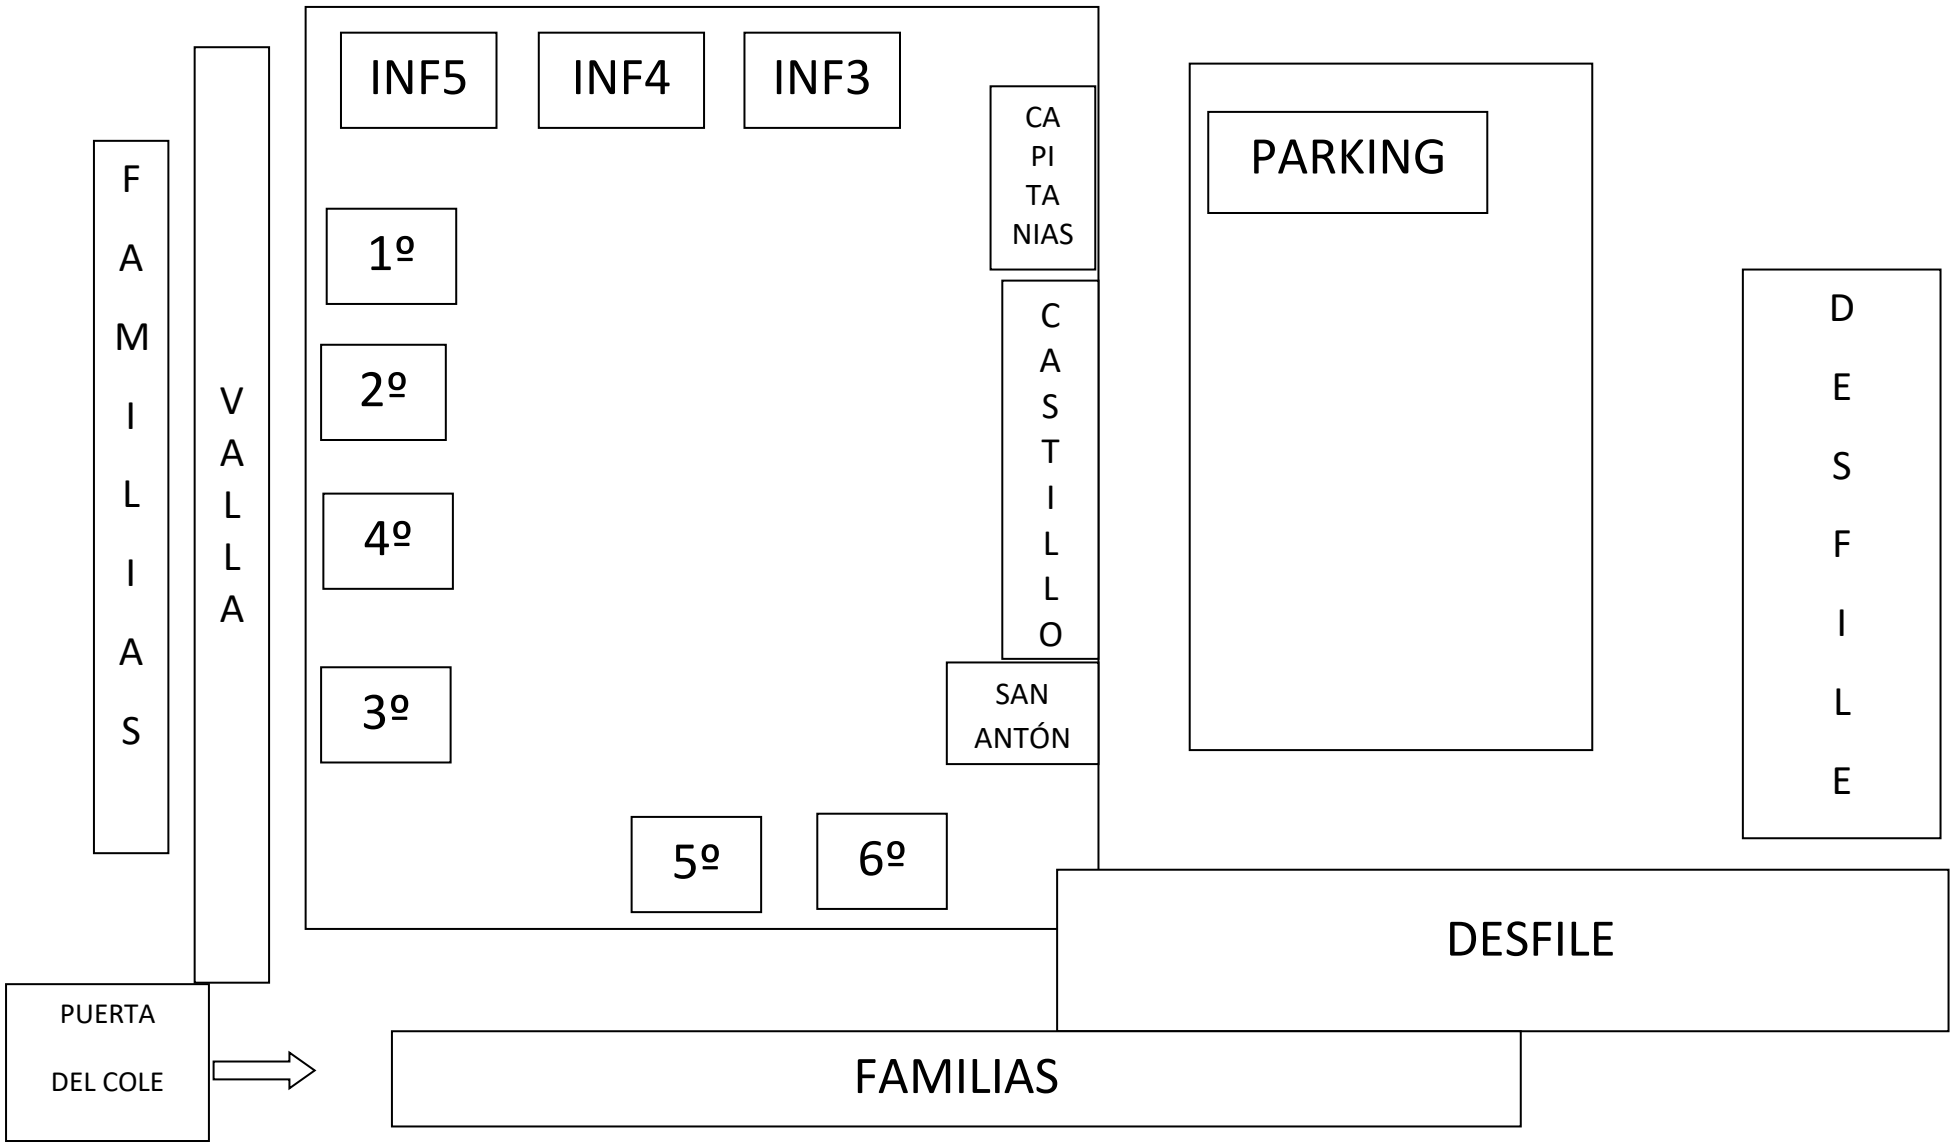 INF5
INF4
INF3
CA
PI
TA
NIAS
PARKING
F
A
M
I
L
I
A
S
V
A
L
L
A
1º
2º
4º
3º
C
A
S
T
I
L
L
O
SAN
ANTÓN
D
E
S
F
I
L
E
5º
6º
DESFILE
PUERTA
DEL COLE
FAMILIAS